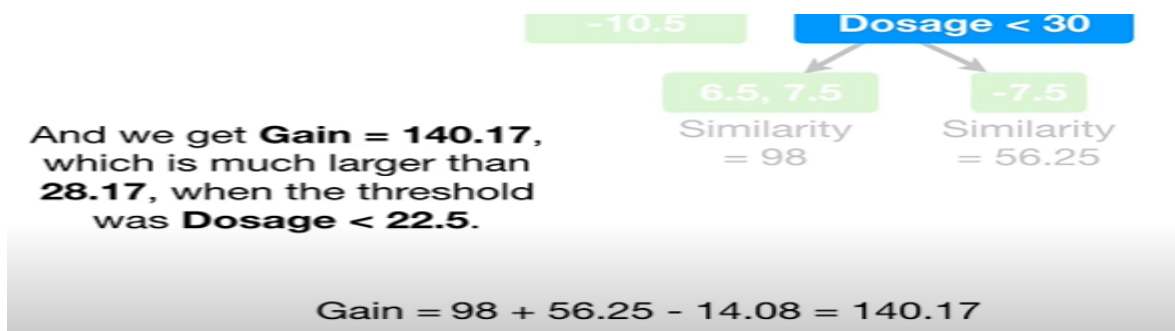 -10.5
Dosage < 30
6.5, 7.5
-7.5
Similarity
= 98
Similarity
= 56.25
And we get Gain = 140.17,
which is much larger than
28.17, when the threshold
was Dosage < 22.5.
Gain = 98 + 56.25 - 14.08 = 140.17